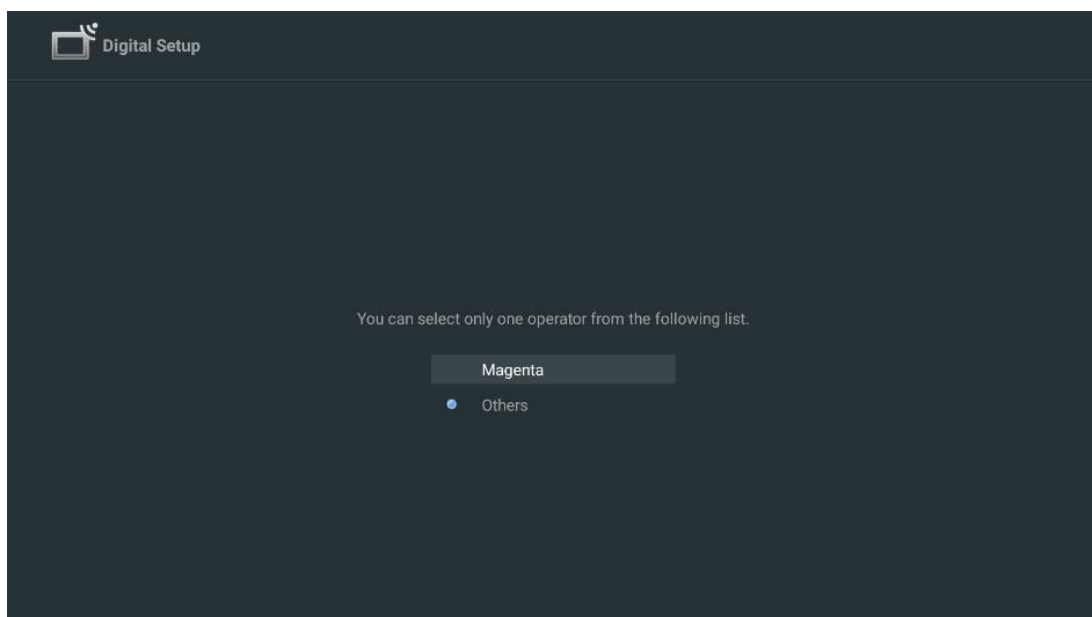 Digital Setup
You can select only one operator from the following list.
Magenta
Others